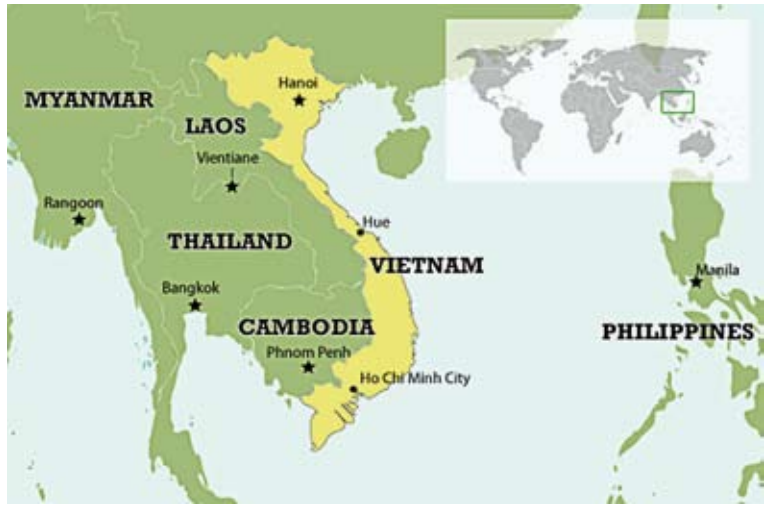 Hanoi
MYANMAR
LAOS
Vientiane
Rangoon
Hue
THAILAND
VIETNAM
Manila
Bangkok
CAMBODIA
PHILIPPINES
Phnom Penh
Ho Chi Minh City